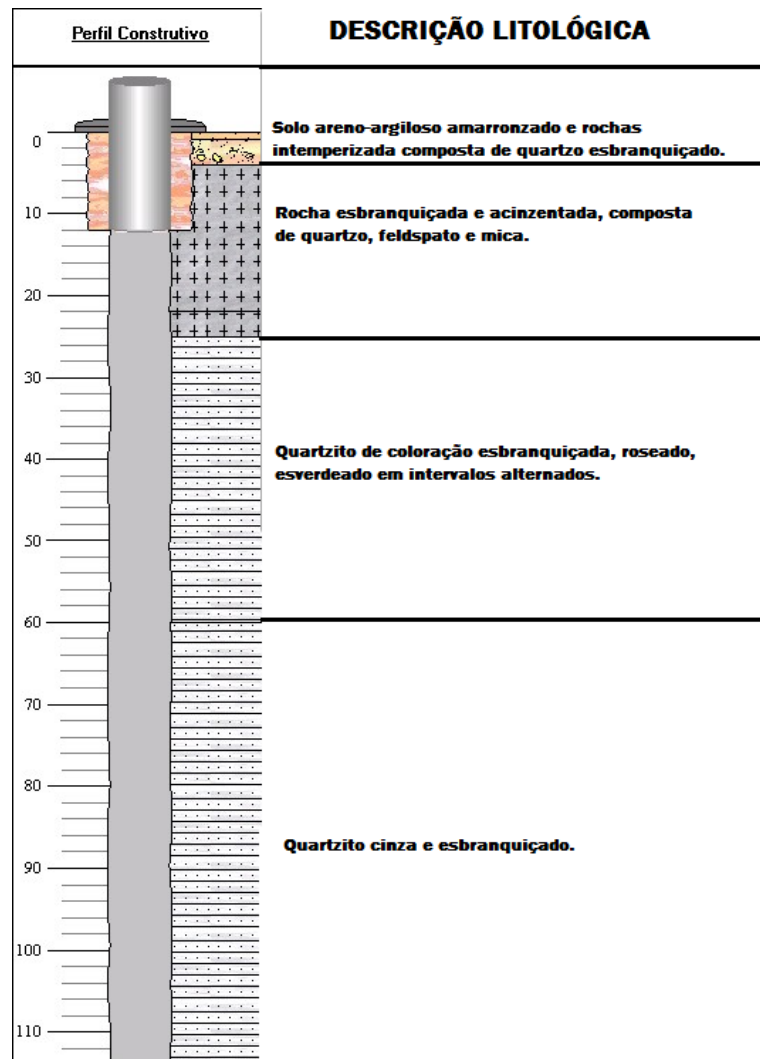 Perfil Construtivo
DESCRIÇÃO LITOLÓGICA
Solo areno-argiloso amarronzado e rochas
intemperizada composta de quartzo esbranquiçado.
Rocha esbranquiçada e acinzentada, composta
de quartzo, feldspato e mica.
Quartzito de coloração esbranquiçada, roseado,
esverdeado em intervalos alternados.
Quartzito cinza e esbranquiçado.
0
10
20
30
40
50
60
70
80
90
100
110